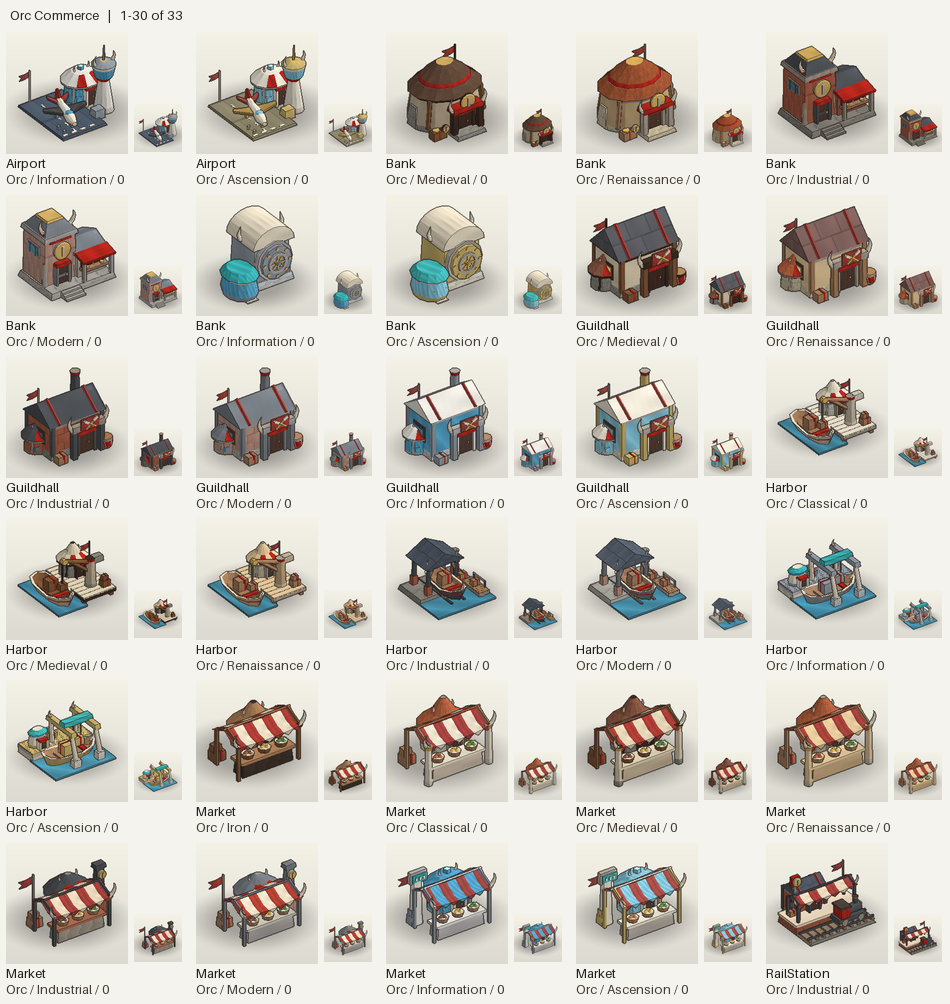 Orc Commerce | 1-30 of 33
Airport
Orc / Information / 0
Airport
Orc / Ascension / 0
Bank
Orc / Medieval / 0
Bank
Orc / Renaissance / 0
Bank
Orc / Industrial / 0
Bank
Orc / Modern / 0
Bank
Orc / Information / 0
Bank
Orc / Ascension / 0
Guildhall
Orc / Medieval / 0
Guildhall
Orc / Renaissance / 0
Guildhall
Orc / Industrial / 0
Guildhall
Orc / Modern / 0
Guildhall
Orc / Information / 0
Guildhall
Orc / Ascension / 0
Harbor
Orc / Classical / 0
Harbor
Orc / Medieval / 0
Harbor
Orc / Renaissance / 0
Harbor
Orc / Industrial / 0
Harbor
Orc / Modern / 0
Harbor
Orc / Information / 0
Harbor
Orc / Ascension / 0
Market
Orc / Iron / 0
Market
Orc / Classical / 0
Market
Orc / Medieval / 0
Market
Orc / Renaissance / 0
Market
Orc / Industrial / 0
Market
Orc / Modern / 0
Market
Orc / Information / 0
Market
Orc / Ascension / 0
RailStation
Orc / Industrial / 0